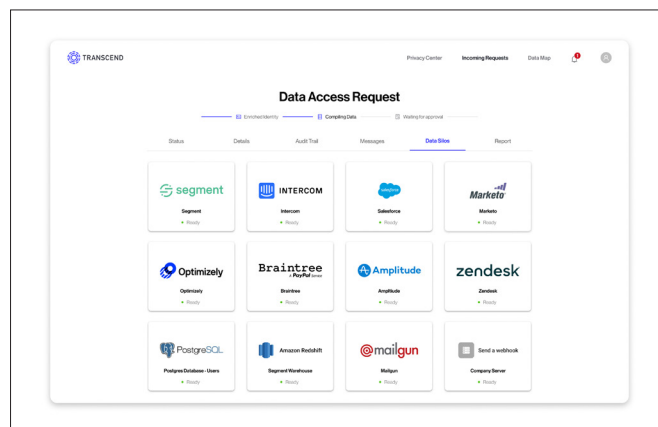 TRANSCEND
Privacy Center Incoming Requests Data Map 1
Data Access Request
Enriched Identity Compiling Data Waiting for approval
Status Details Audit Trail Messages Data Silos Report
segment INTERCOM salesforce Marketo
Segment Intercom Salesforce Marketo
Ready Ready Ready Ready
Optimizely Braintree Amplitude zendesk
A PayPal Service
Optimizely Braintree Amplitude Zendesk
Ready Ready Ready Ready
PostgreSQL Amazon Redshift @mailgun Send a webhook
Postgres Database - Users Segment Warehouse Mailgun Company Server
Ready Ready Ready Ready